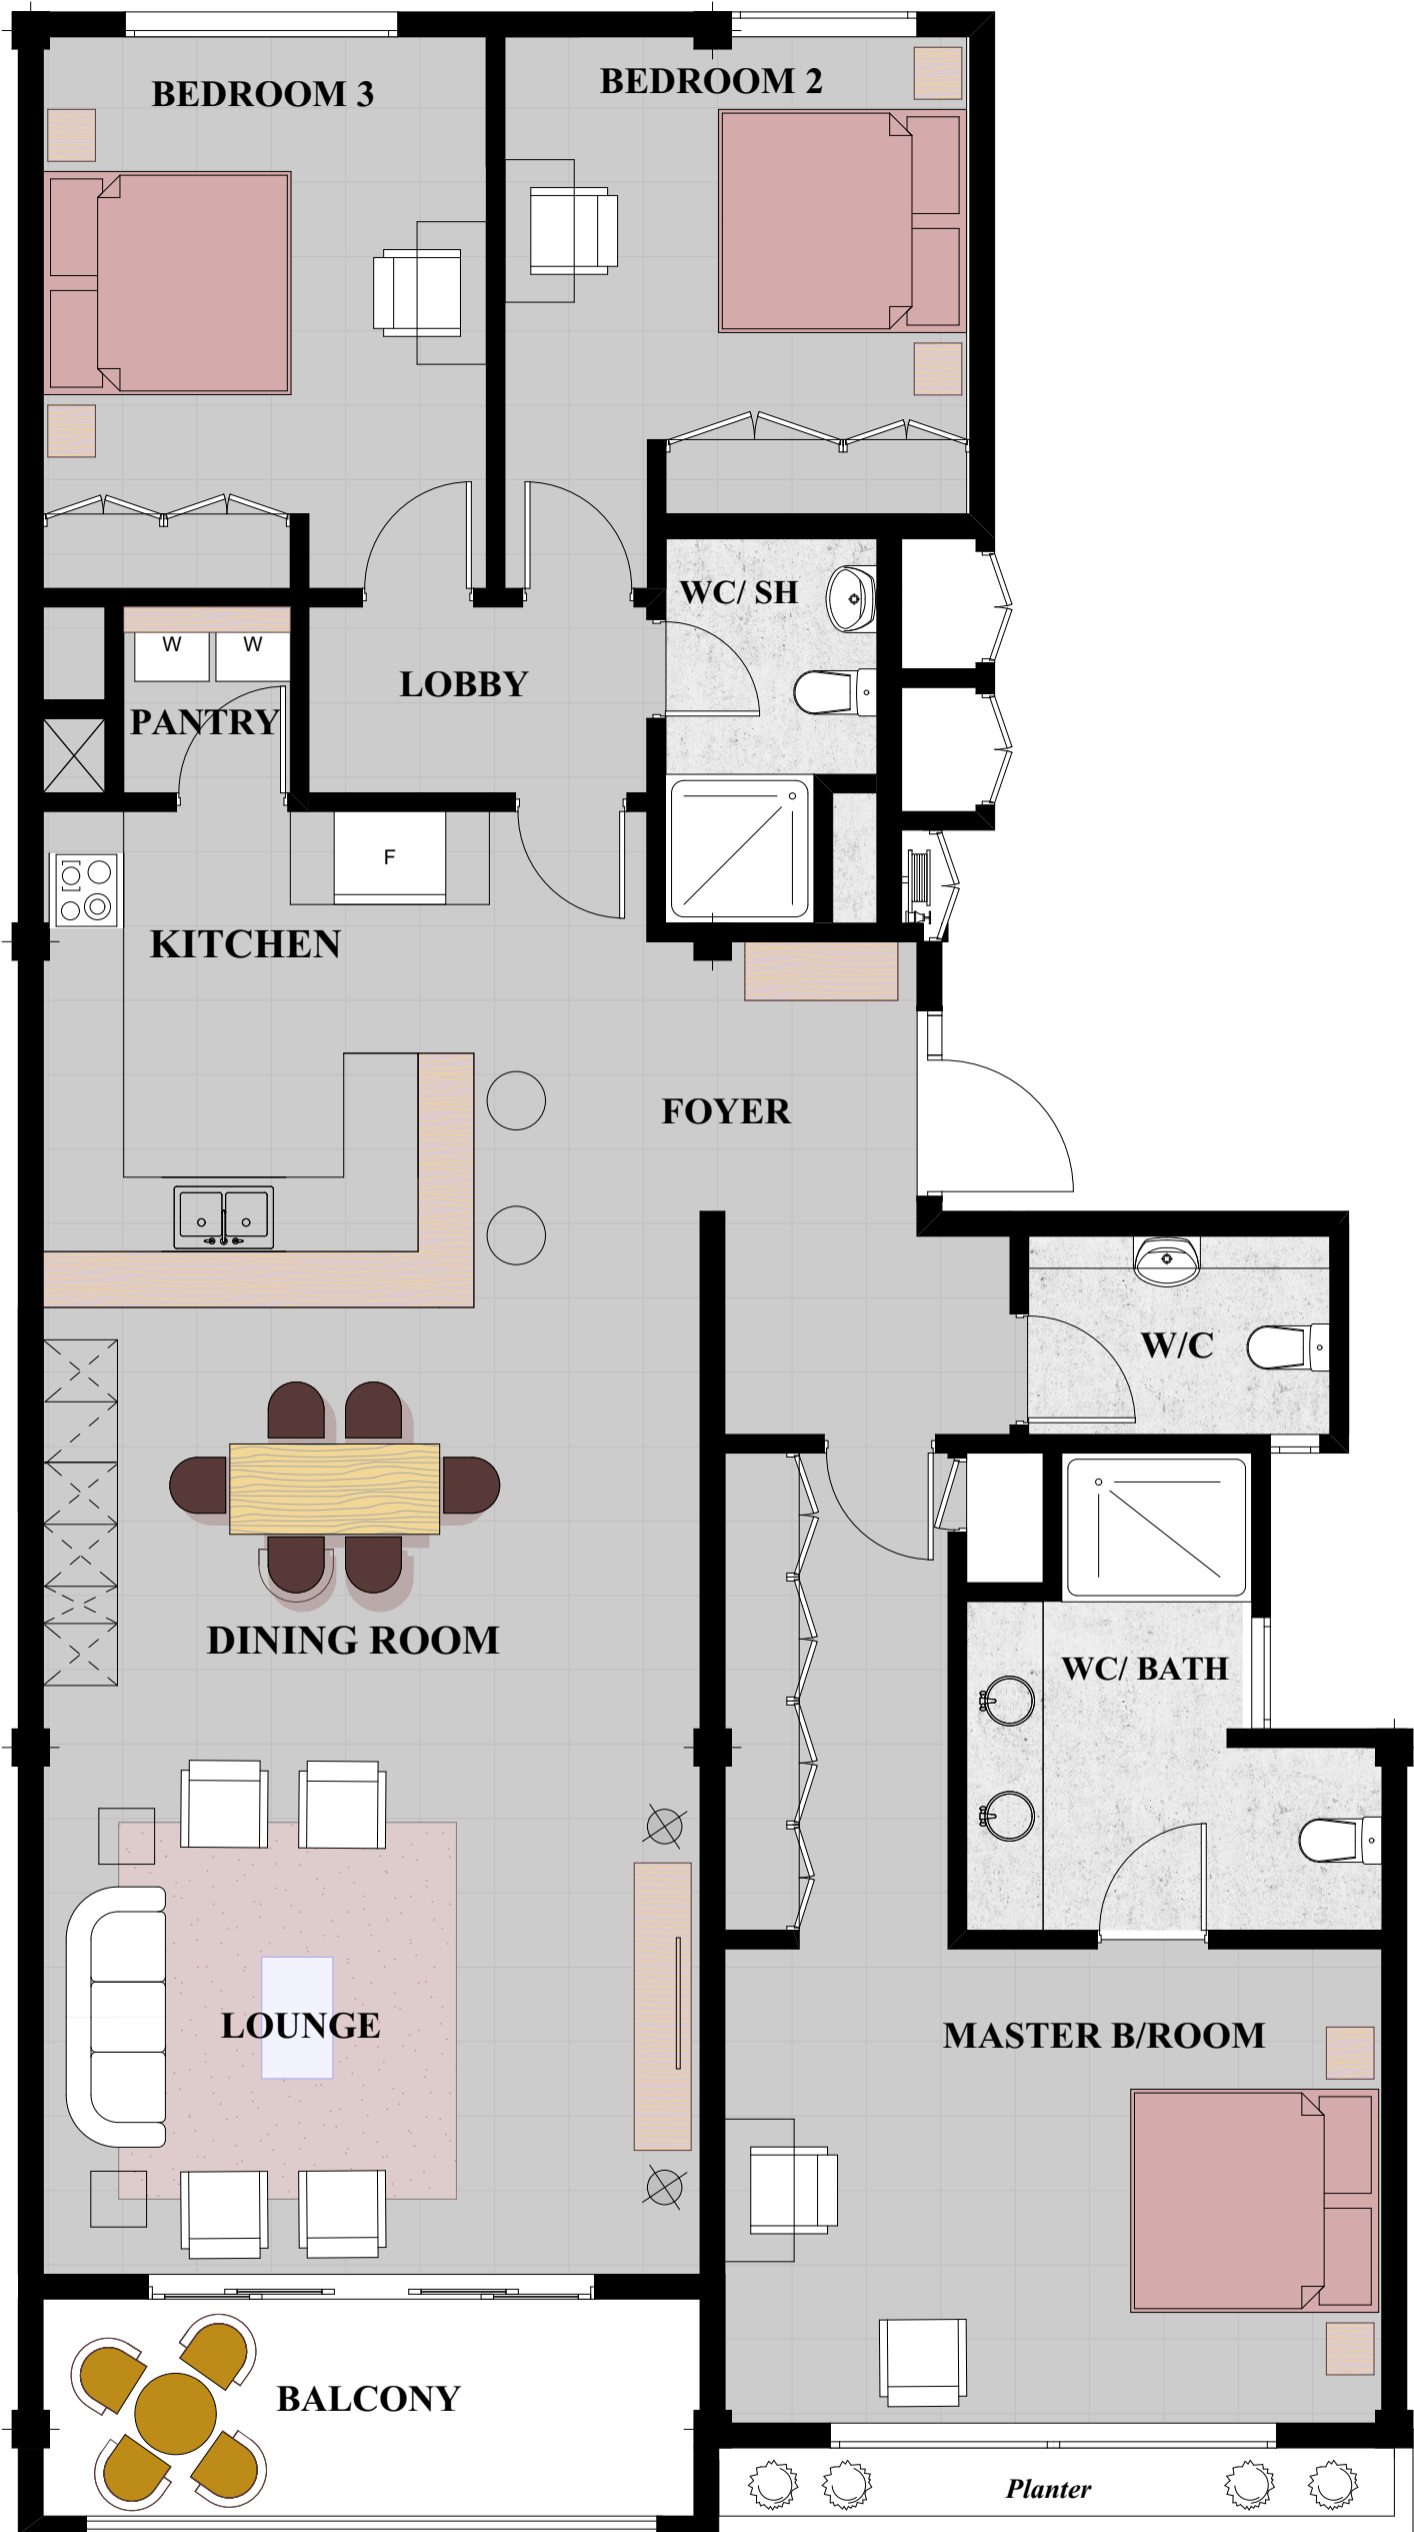 BEDROOM 3
BEDROOM 2
WC/ SH
W
W
LOBBY
PANTRY
F
KITCHEN
FOYER
W/C
DINING ROOM
WC/ BATH
LOUNGE
MASTER B/ROOM
BALCONY
Planter